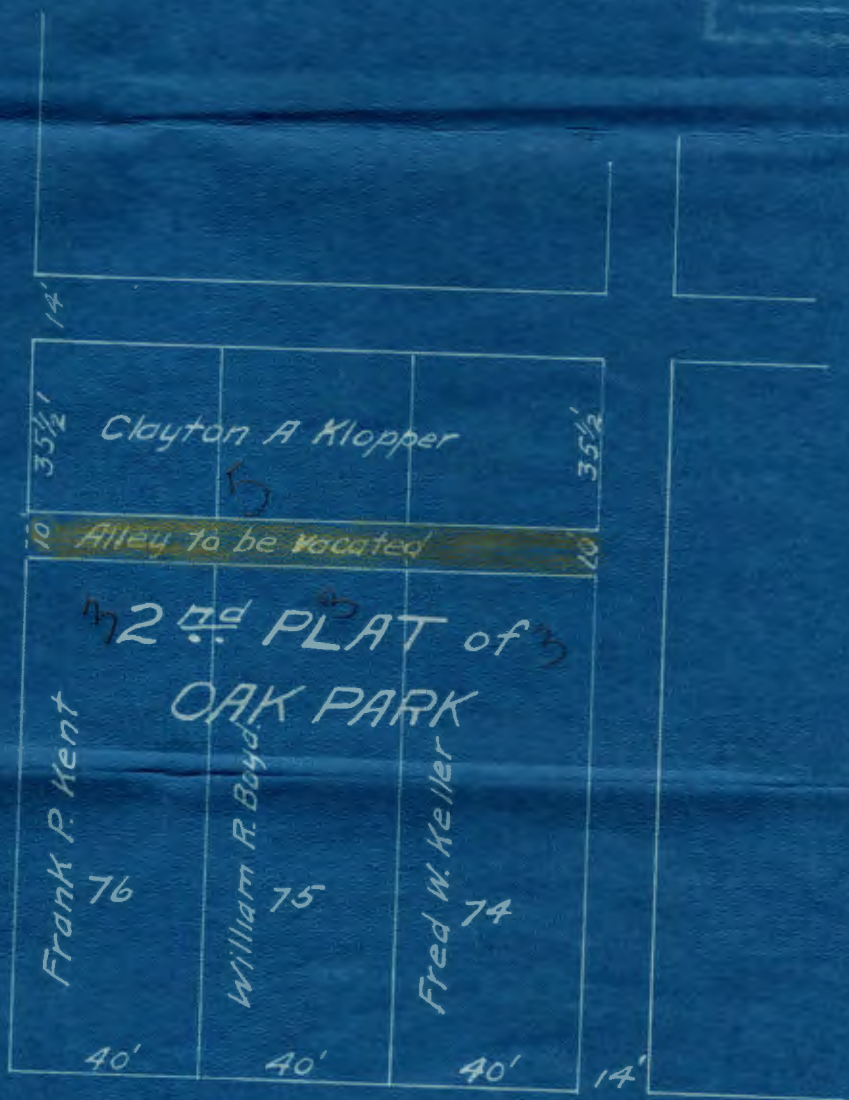 14'
35½'
Clayton A Klopper
35½'
10
Alley to be vacated
10'
2nd PLAT of
OAK PARK
Frank P. Kent
William R. Boyd
Fred W. Keller
76
75
74
40'
40'
40'
14'